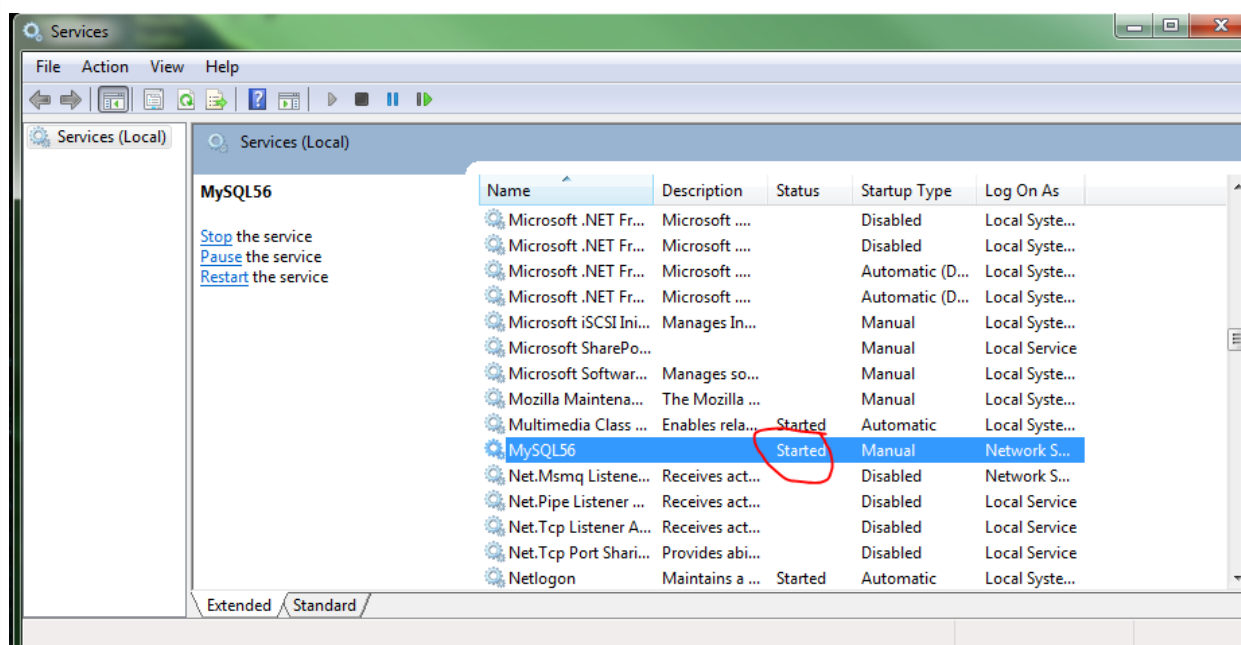 Services
File Action View Help
Services (Local)
Services (Local)
MySQL56
Stop the service
Pause the service
Restart the service
Name Description Status Startup Type Log On As
Microsoft .NET Fr... Microsoft .... Disabled Local Syste...
Microsoft .NET Fr... Microsoft .... Disabled Local Syste...
Microsoft .NET Fr... Microsoft .... Automatic (D... Local Syste...
Microsoft .NET Fr... Microsoft .... Automatic (D... Local Syste...
Microsoft iSCSI Ini... Manages In... Manual Local Syste...
Microsoft SharePo... Manual Local Service
Microsoft Softwar... Manages so... Manual Local Syste...
Mozilla Maintena... The Mozilla ... Manual Local Syste...
Multimedia Class ... Enables rela... Started Automatic Local Syste...
MySQL56 Started Manual Network S...
Net.Msmq Listene... Receives act... Disabled Network S...
Net.Pipe Listener ... Receives act... Disabled Local Service
Net.Tcp Listener A... Receives act... Disabled Local Service
Net.Tcp Port Shari... Provides abi... Disabled Local Service
Netlogon Maintains a ... Started Automatic Local Syste...
Extended Standard